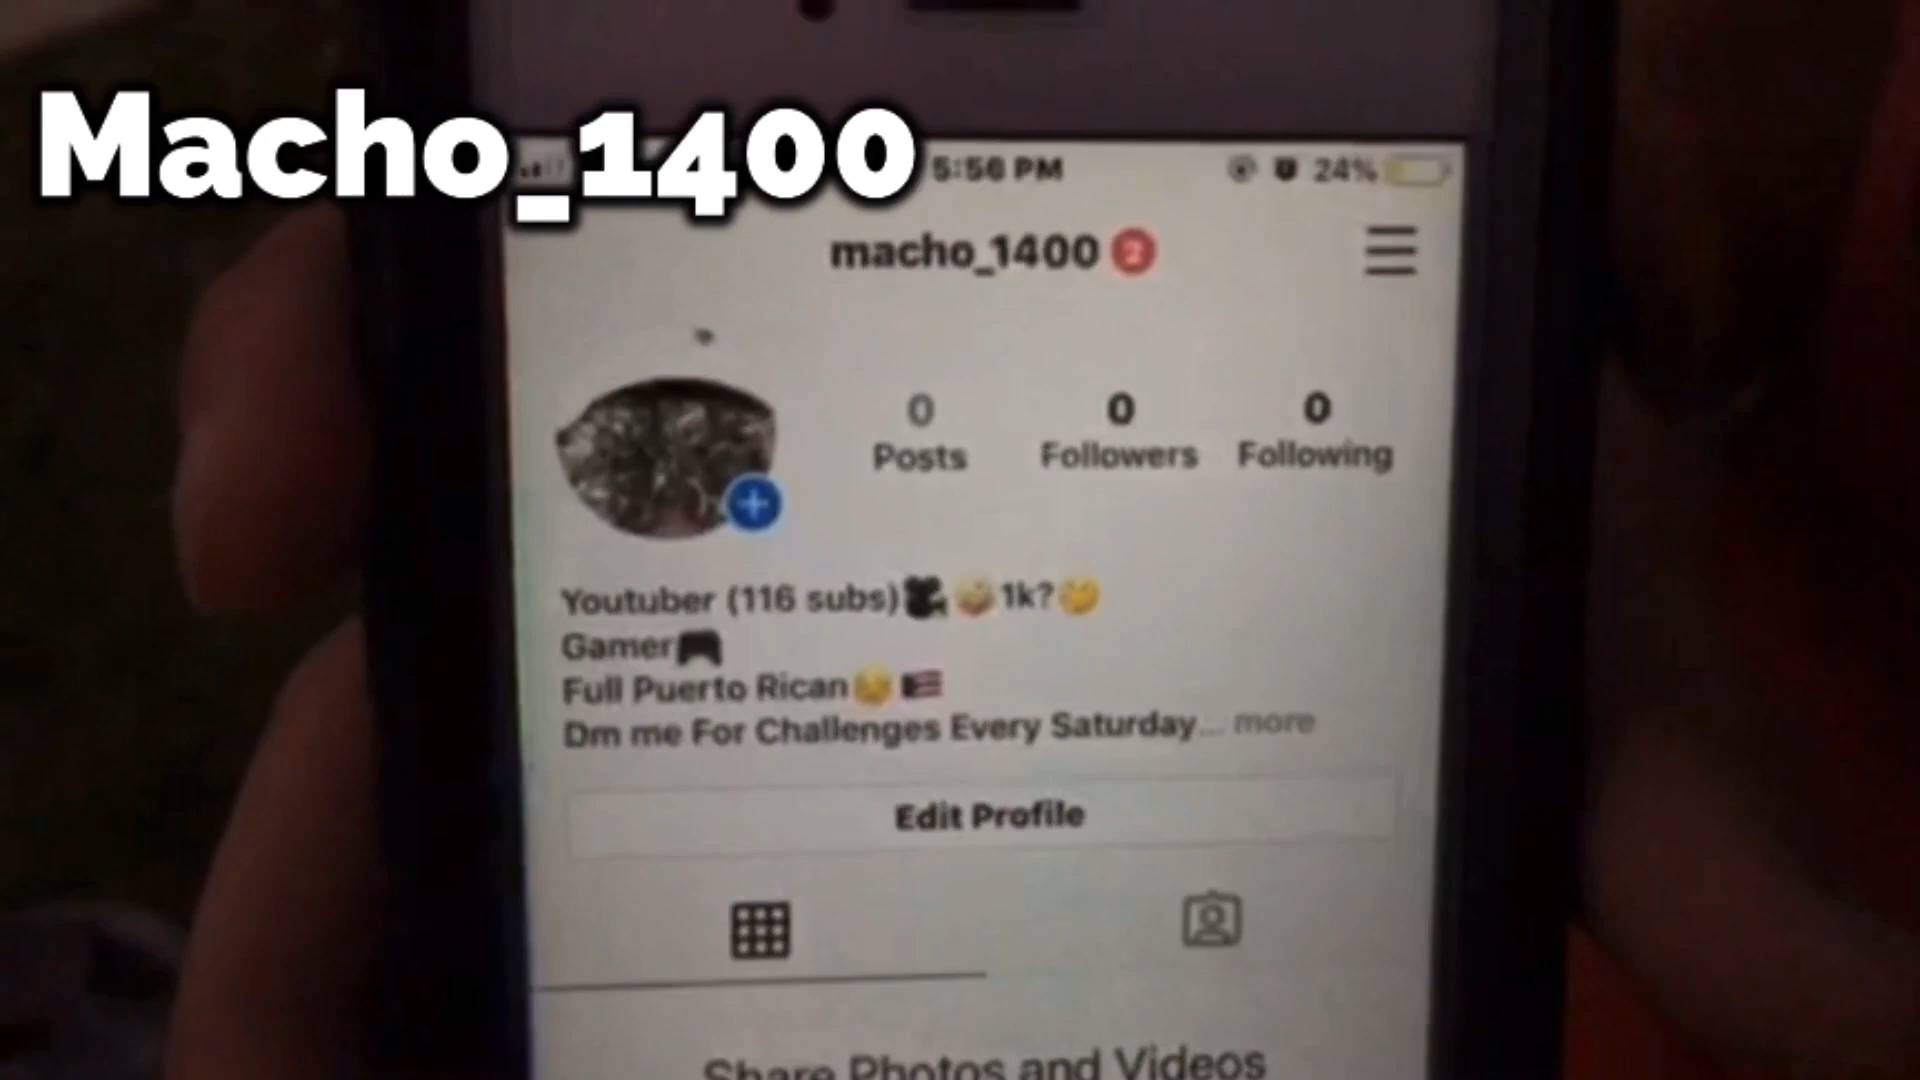 Macho_1400
5:56 PM
24%
macho_1400 2
0 0 0
Posts Followers Following
Youtuber (116 subs)🎥🤪1k?🤔
Gamer🎮
Full Puerto Rican 🇵🇷
Dm me For Challenges Every Saturday... more
Edit Profile
Share Photos and Videos